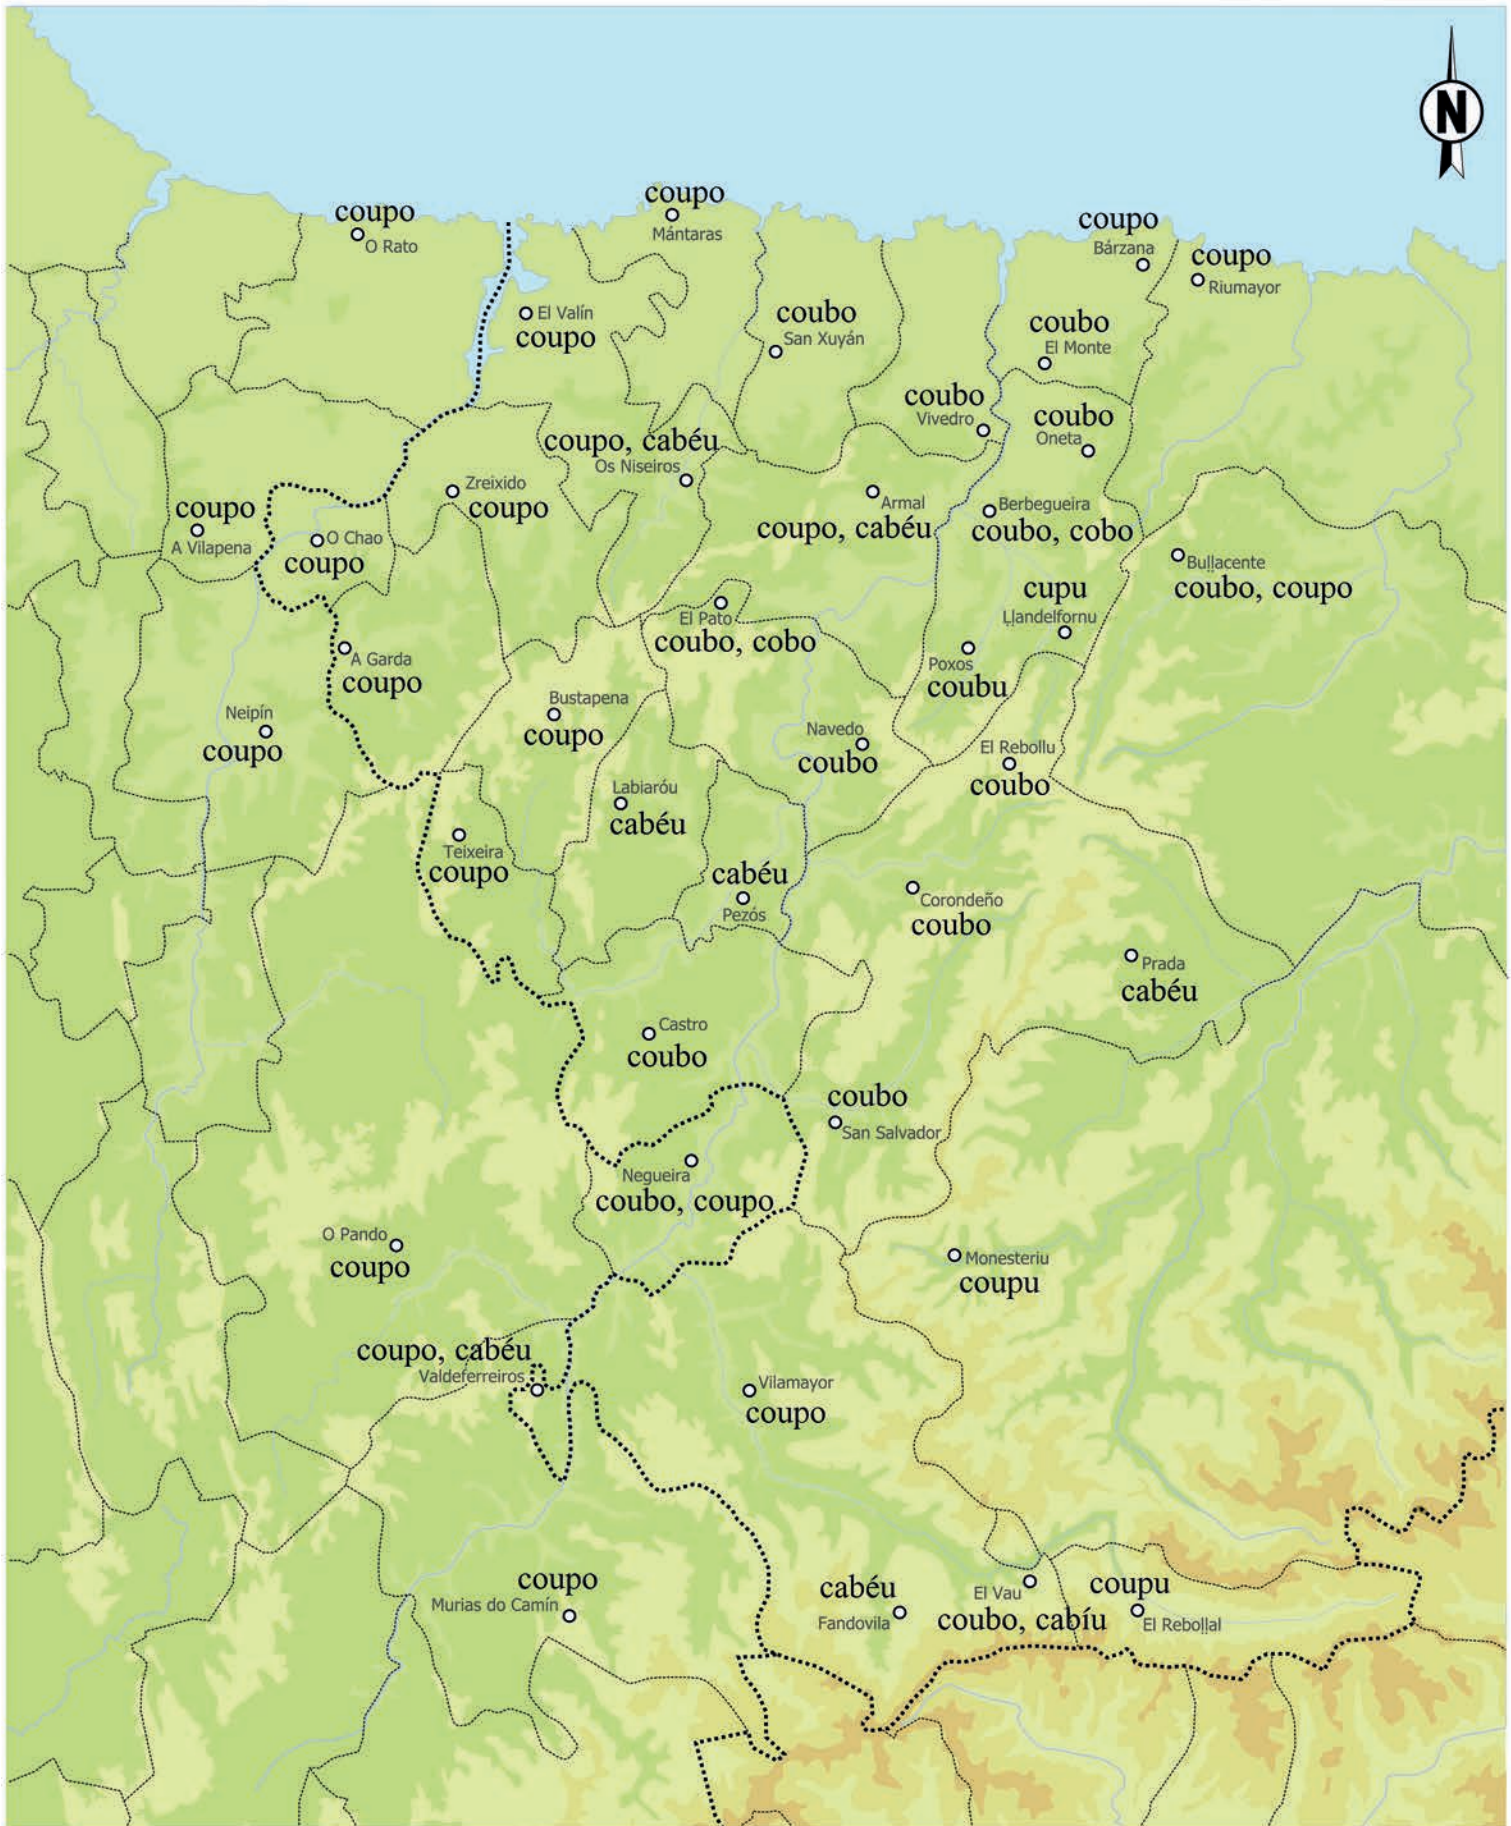 N
coupo
O Rato
coupo
Mántaras
coupo
Bárzana
coupo
Riumayor
El Valín
coupo
coubo
San Xuyán
coubo
El Monte
coubo
Vivedro
coubo
Oneta
coupo, cabéu
Os Niseiros
Zreixido
coupo
coupo
A Vilapena
O Chao
coupo
Armal
coupo, cabéu
Berbegueira
coubo, cobo
Buḷḷacente
coubo, coupo
cupu
Ḷḷandelfornu
El Pato
coubo, cobo
A Garda
coupo
Poxos
coubu
Neipín
coupo
Bustapena
coupo
Navedo
coubo
El Rebollu
coubo
Labiaróu
cabéu
Teixeira
coupo
cabéu
Pezós
Corondeño
coubo
Prada
cabéu
Castro
coubo
coubo
San Salvador
Negueira
coubo, coupo
O Pando
coupo
Monesteriu
coupu
coupo, cabéu
Valdeferreiros
Vilamayor
coupo
coupo
Murias do Camín
cabéu
Fandovila
El Vau
coubo, cabíu
coupu
El Reboḷḷal